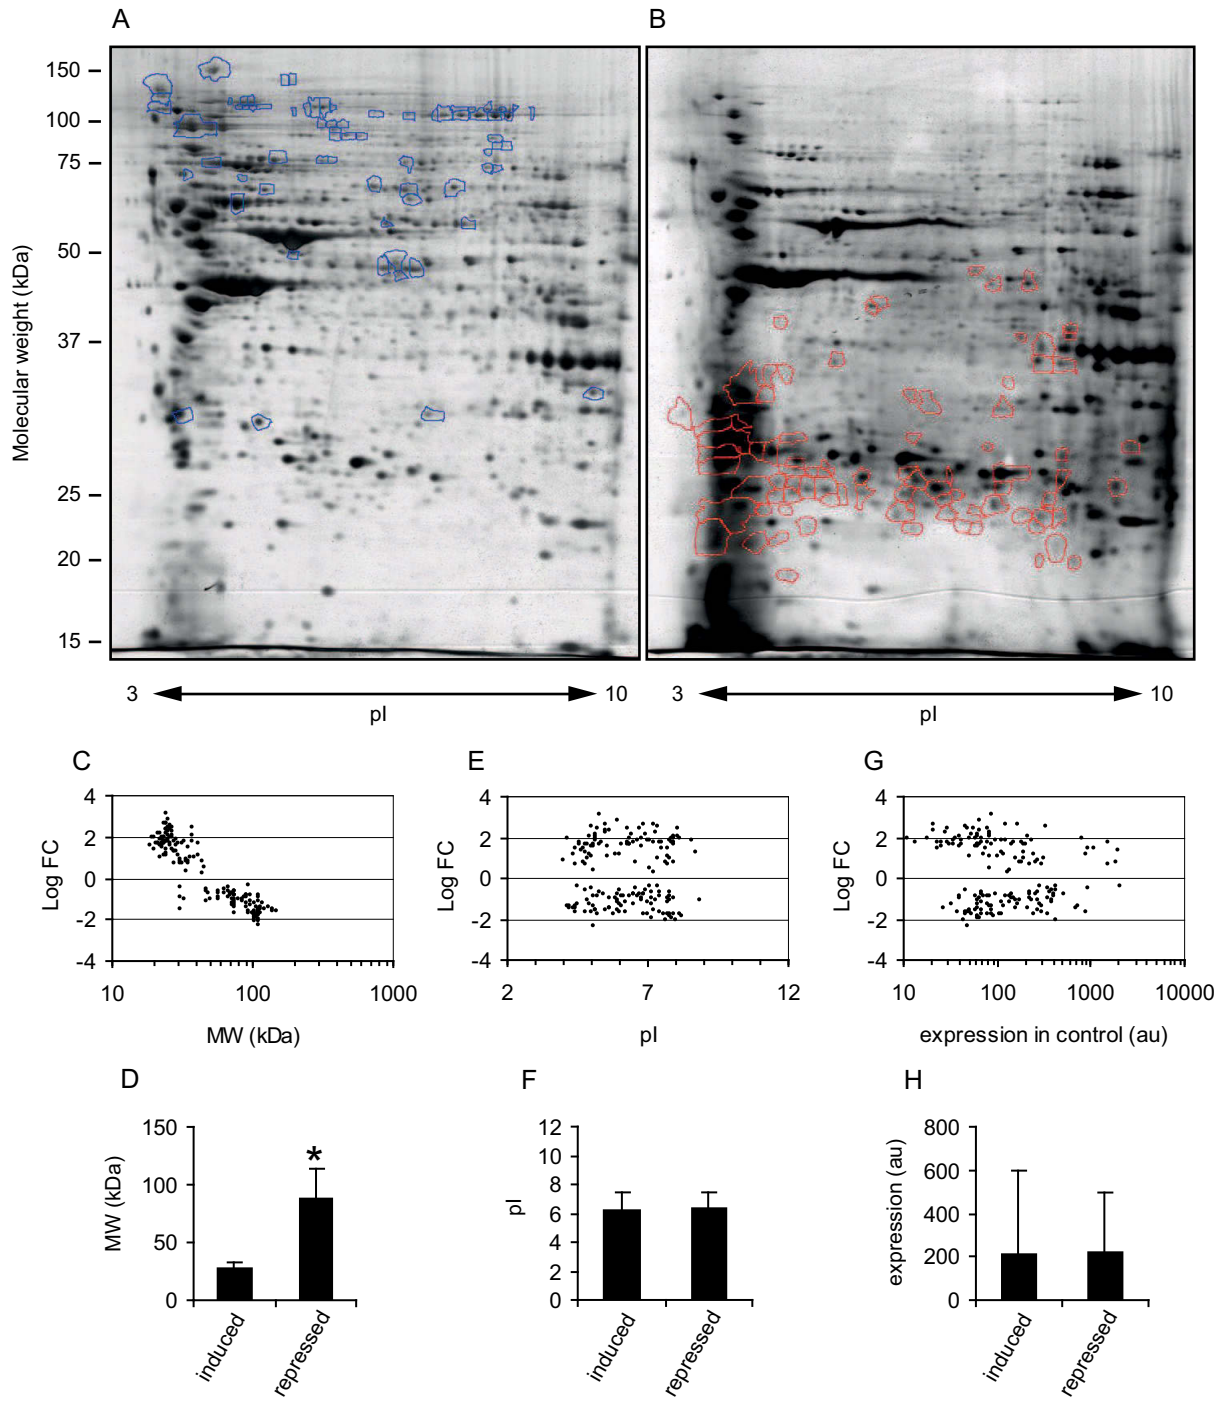 A B
150
100
75
50
37
25
20
15
Molecular weight (kDa)
3 10 3 10
pI pI
C E G
4
2
0
-2
-4
Log FC
10 100 1000
MW (kDa)
4
2
0
-2
-4
Log FC
2 7 12
pI
4
2
0
-2
-4
Log FC
10 100 1000 10000
expression in control (au)
D F H
150
100
50
0
MW (kDa)
*
induced
repressed
12
10
8
6
4
2
0
pI
induced
repressed
800
600
400
200
0
expression (au)
induced
repressed